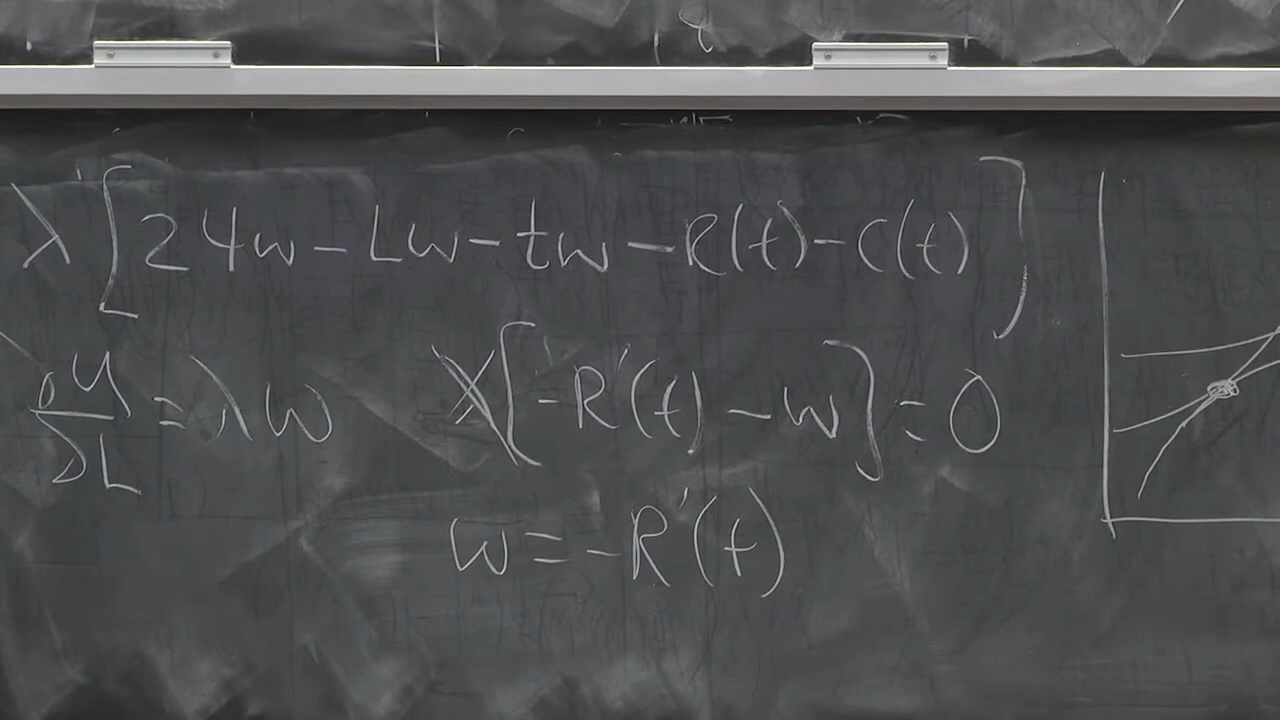 λ[24w - Lw - tw - R(t) - C(t)]
∂U/∂L = λw λ[-R'(t) - w] = 0
w = -R'(t)